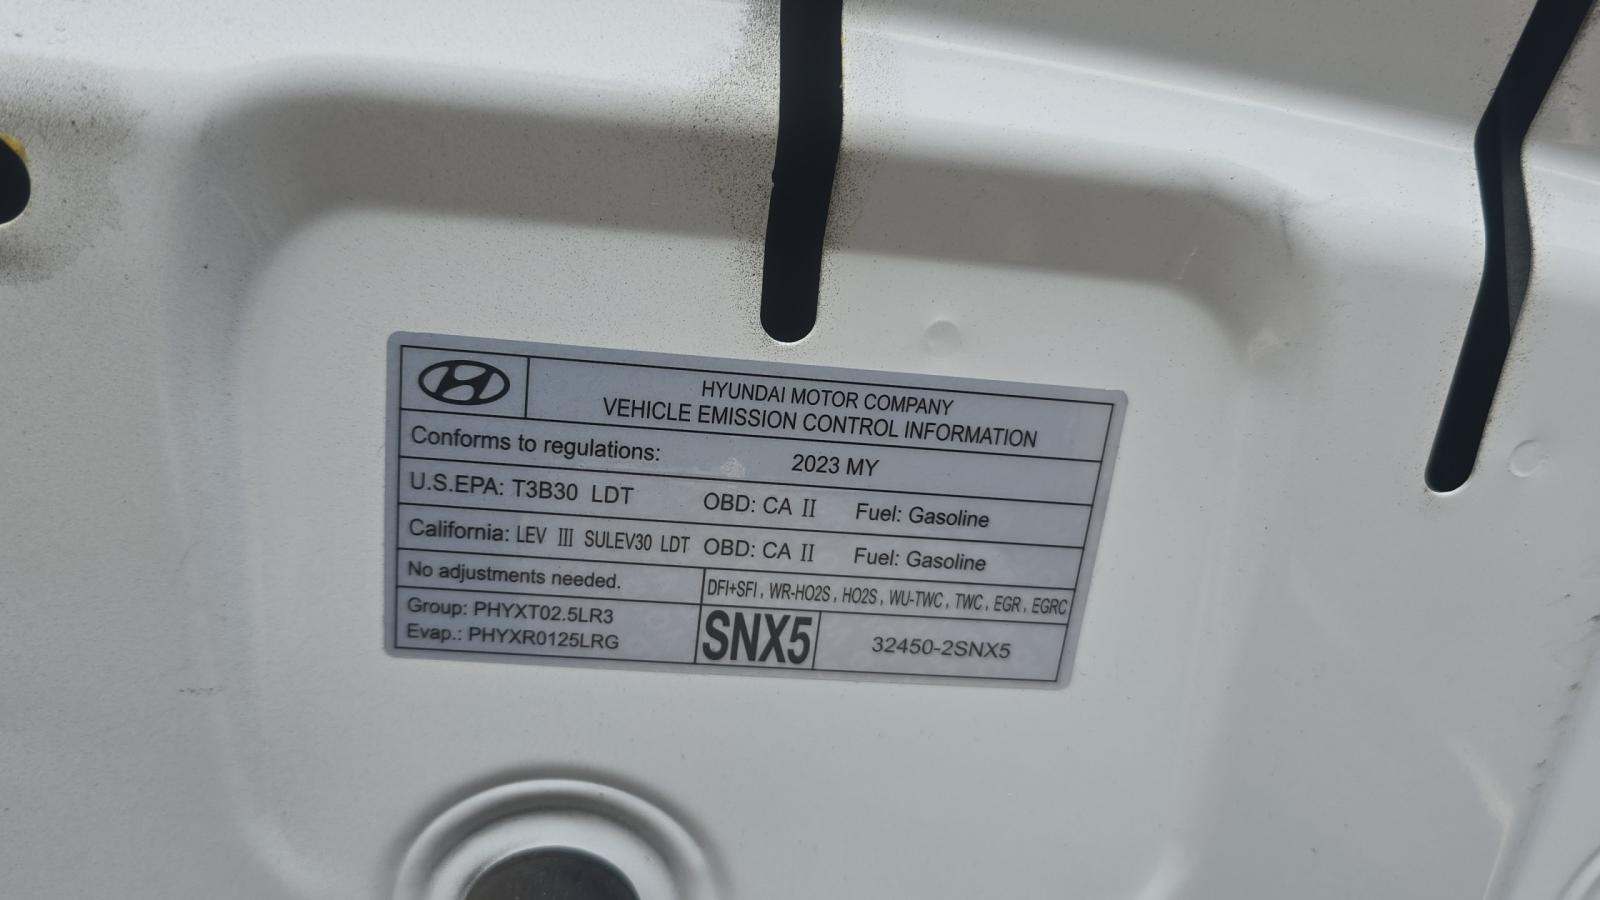 HYUNDAI MOTOR COMPANY
VEHICLE EMISSION CONTROL INFORMATION
Conforms to regulations: 2023 MY
U.S.EPA: T3B30 LDT OBD: CA II Fuel: Gasoline
California: LEV III SULEV30 LDT OBD: CA II Fuel: Gasoline
No adjustments needed. DFI+SFI, WR-HO2S, HO2S, WU-TWC, TWC, EGR, EGRC
Group: PHYXT02.5LR3
Evap.: PHYXR0125LRG
SNX5 32450-2SNX5